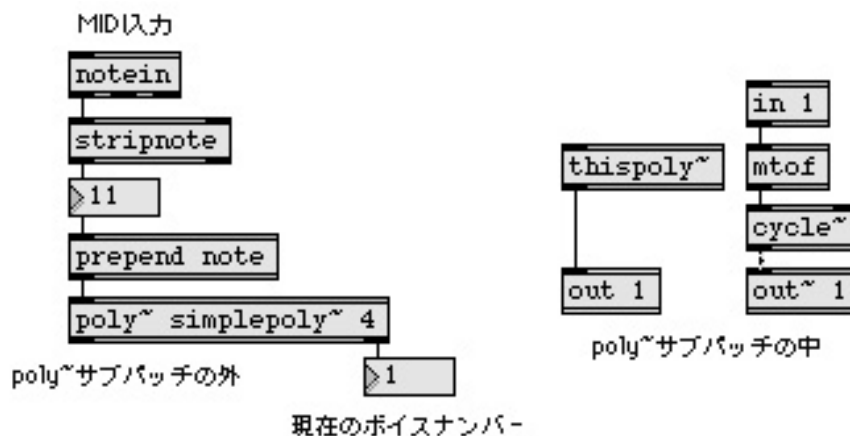 MIDI入力
notein
stripnote
11
prepend note
poly~ simplepoly~ 4
poly~サブパッチの外
1
現在のボイスナンバー
in 1
thispoly~
mtof
cycle~
out 1
out~ 1
poly~サブパッチの中